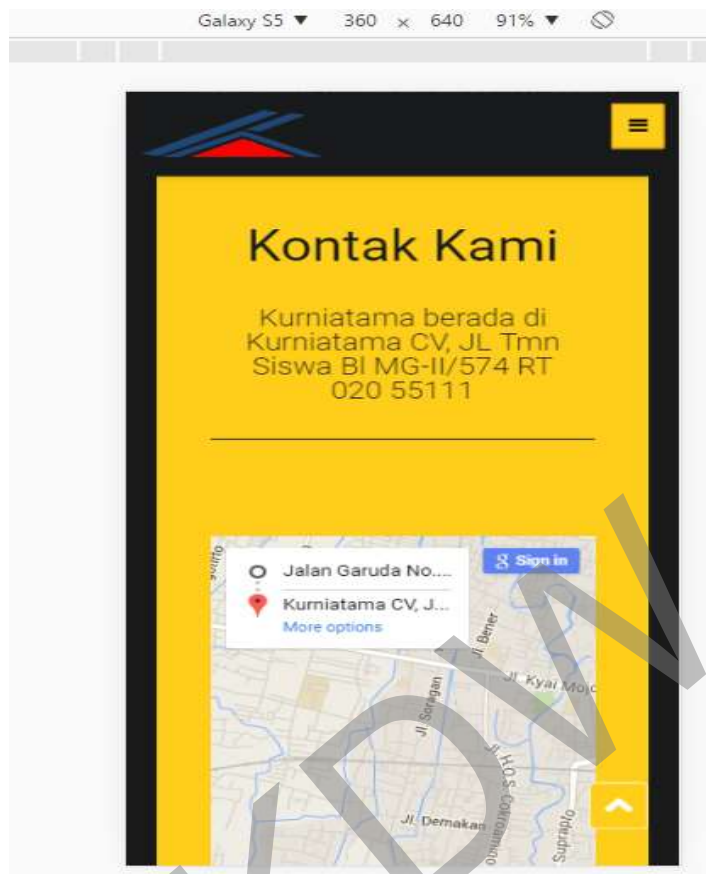 Galaxy S5 ▼ 360 × 640 91% ▼
Kontak Kami
Kurniatama berada di
Kurniatama CV, JL Tmn
Siswa Bl MG-II/574 RT
020 55111
Sign in
Jalan Garuda No....
Kurniatama CV, J...
More options
Jl. Bener
Jl. Kyai Mojo
Jl. Soragan
Jl. H.O.S. Cokroamino
Jl. Demakan
Suprapto